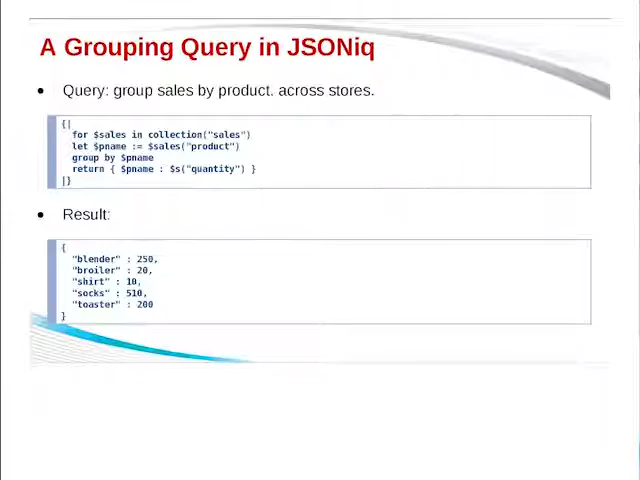 A Grouping Query in JSONiq
• Query: group sales by product. across stores.
{|
for $sales in collection("sales")
let $pname := $sales("product")
group by $pname
return { $pname : $s("quantity") }
|}
• Result:
{
"blender" : 250,
"broiler" : 20,
"shirt" : 10,
"socks" : 510,
"toaster" : 200
}